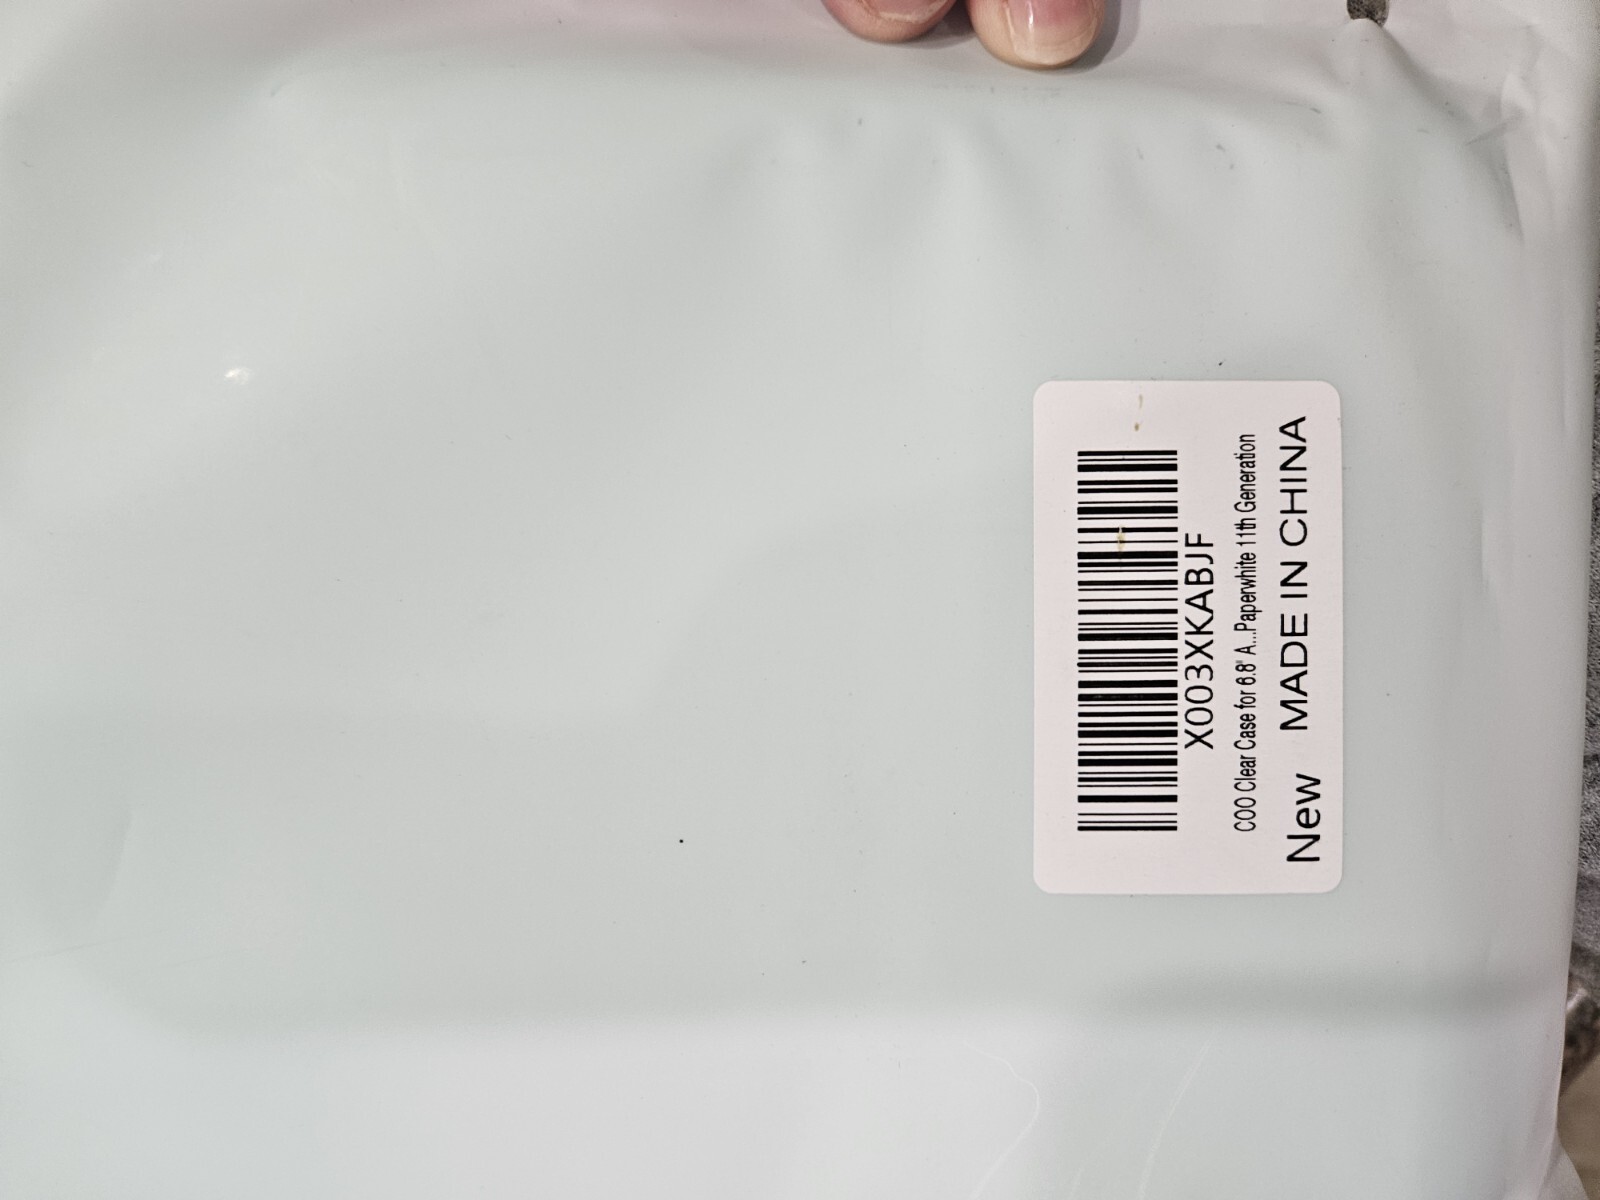 X003XKABJF
COO Clear Case for 6.8" A...Paperwhite 11th Generation
New MADE IN CHINA